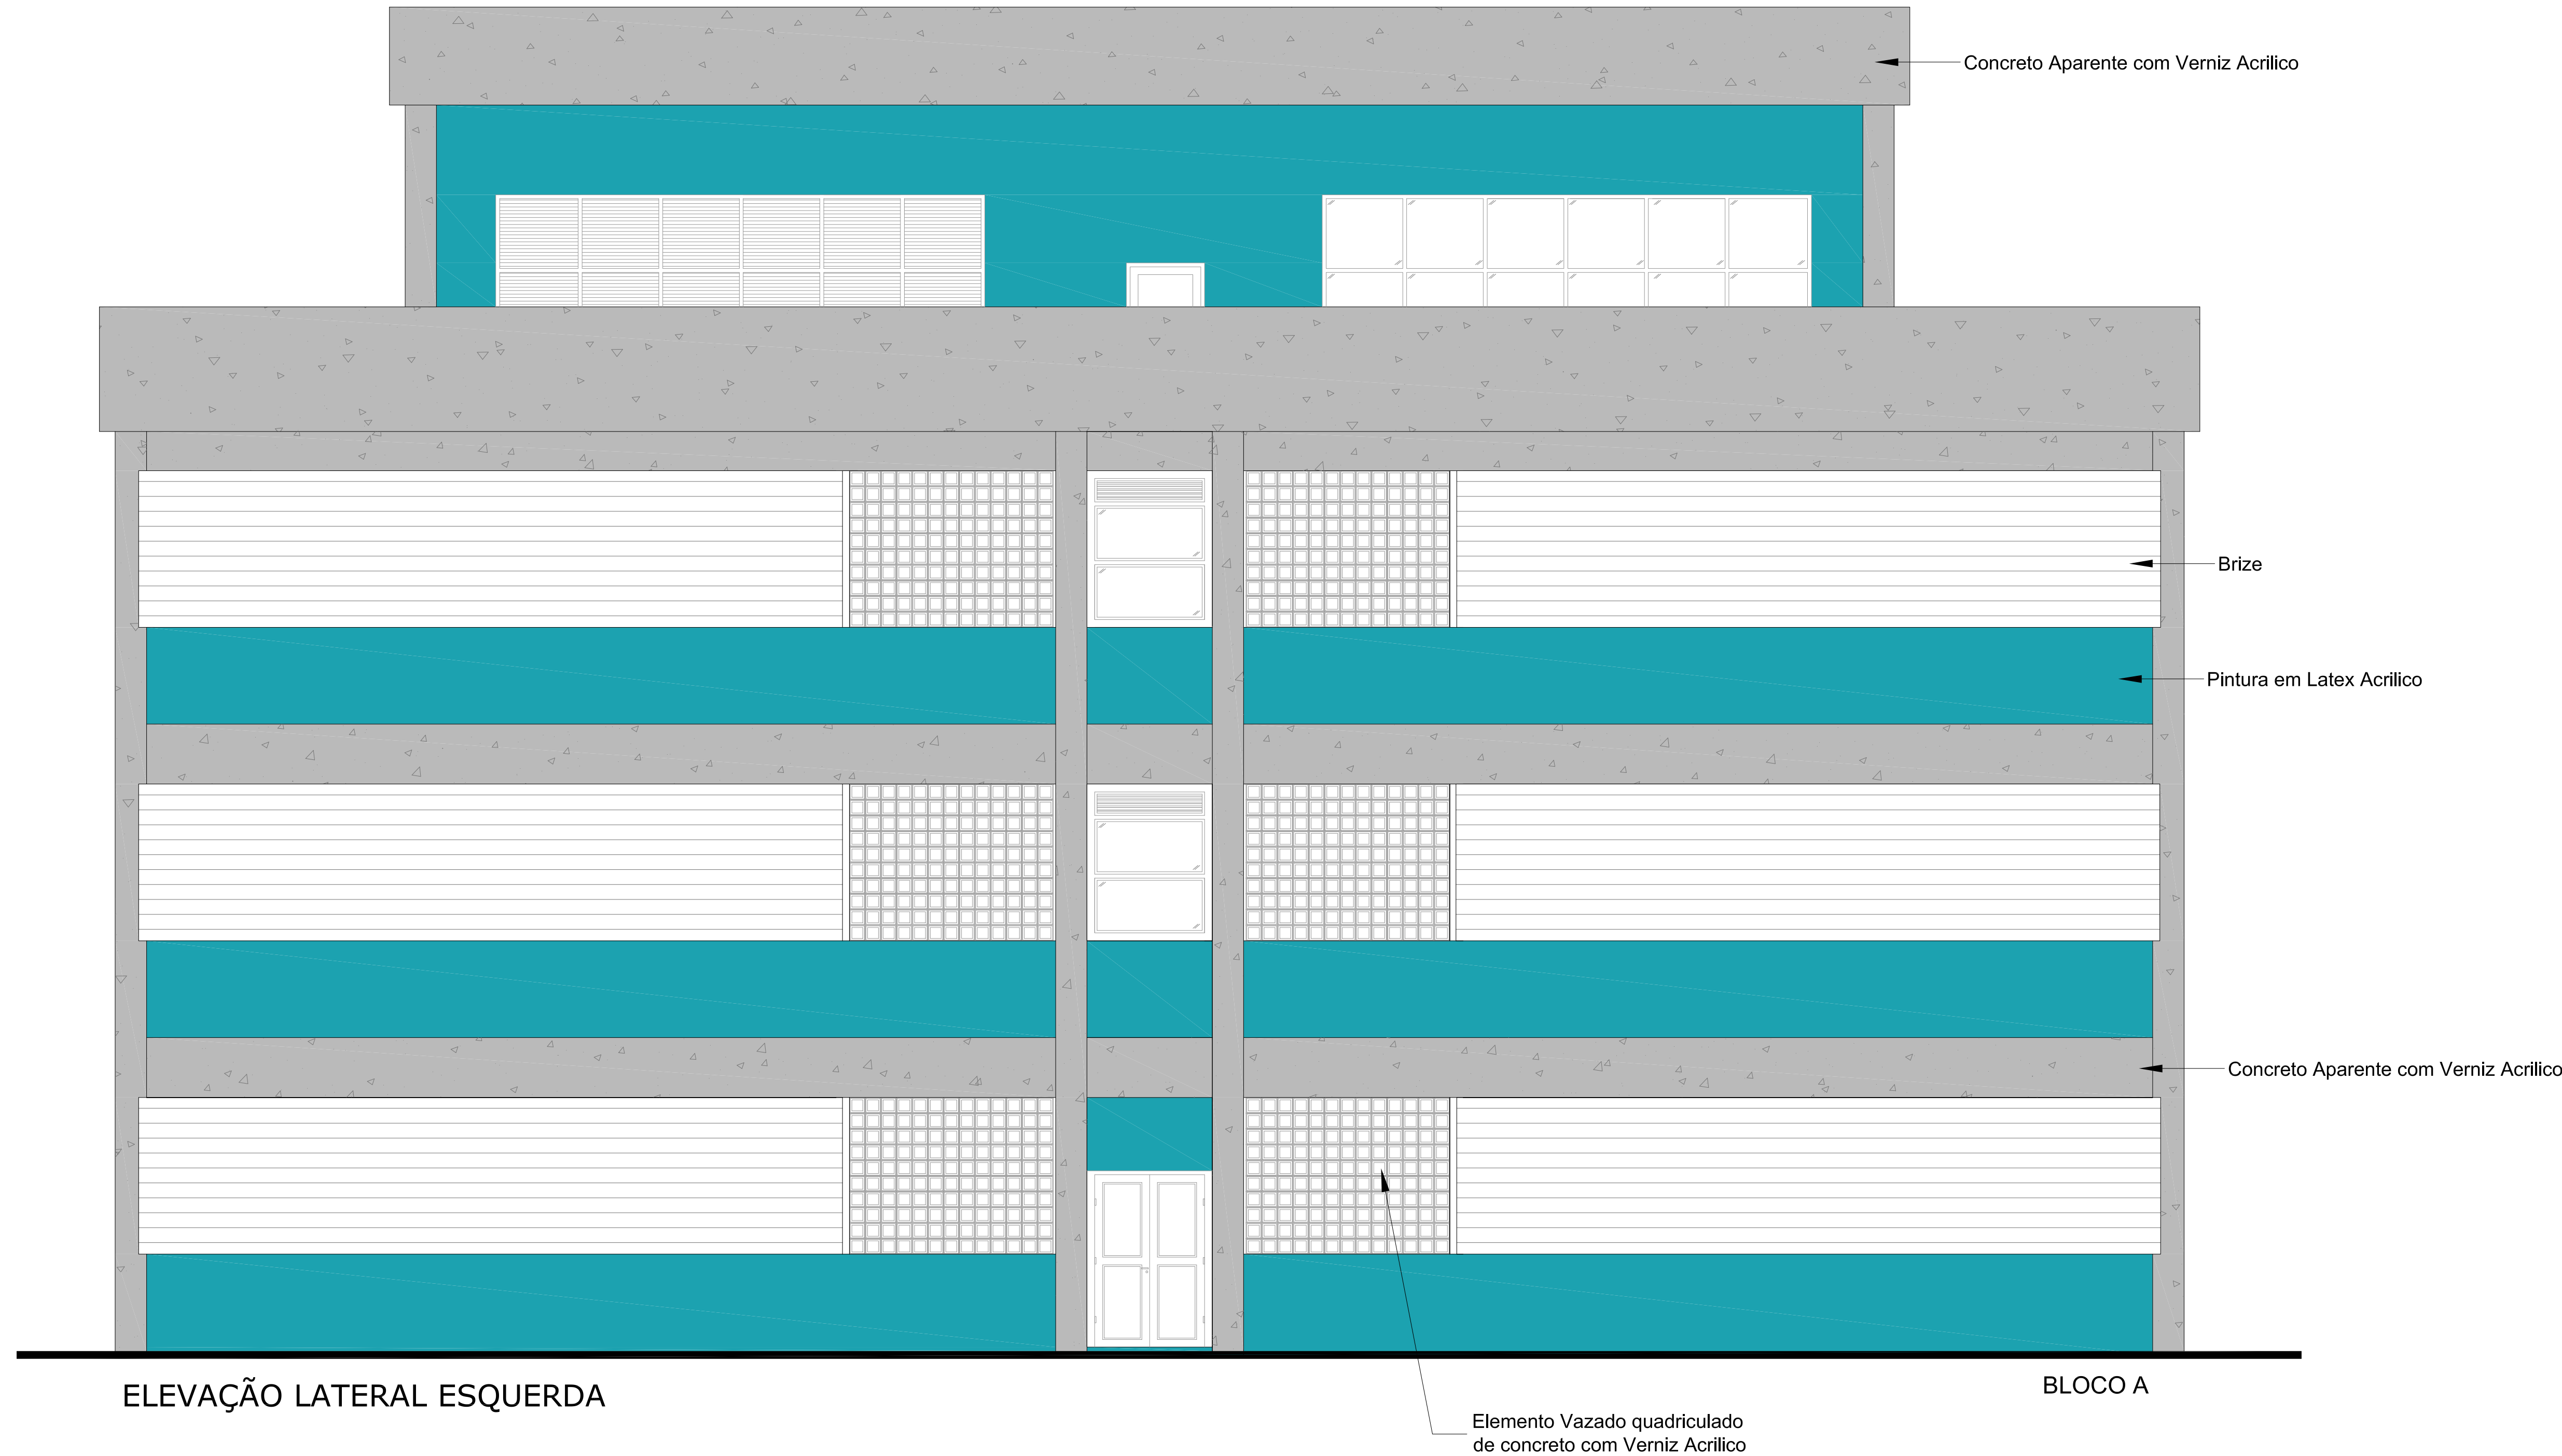 Concreto Aparente com Verniz Acrilico
Brize
Pintura em Latex Acrilico
Concreto Aparente com Verniz Acrilico
ELEVAÇÃO LATERAL ESQUERDA
BLOCO A
Elemento Vazado quadriculado
de concreto com Verniz Acrilico